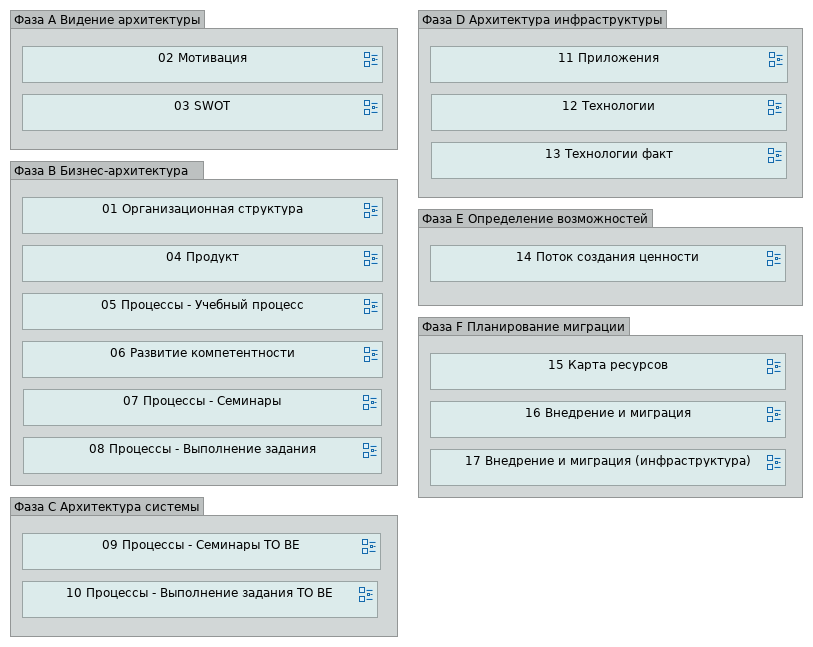 Фаза A Видение архитектуры
02 Мотивация
03 SWOT
Фаза B Бизнес-архитектура
01 Организационная структура
04 Продукт
05 Процессы - Учебный процесс
06 Развитие компетентности
07 Процессы - Семинары
08 Процессы - Выполнение задания
Фаза C Архитектура системы
09 Процессы - Семинары TO BE
10 Процессы - Выполнение задания TO BE
Фаза D Архитектура инфраструктуры
11 Приложения
12 Технологии
13 Технологии факт
Фаза E Определение возможностей
14 Поток создания ценности
Фаза F Планирование миграции
15 Карта ресурсов
16 Внедрение и миграция
17 Внедрение и миграция (инфраструктура)